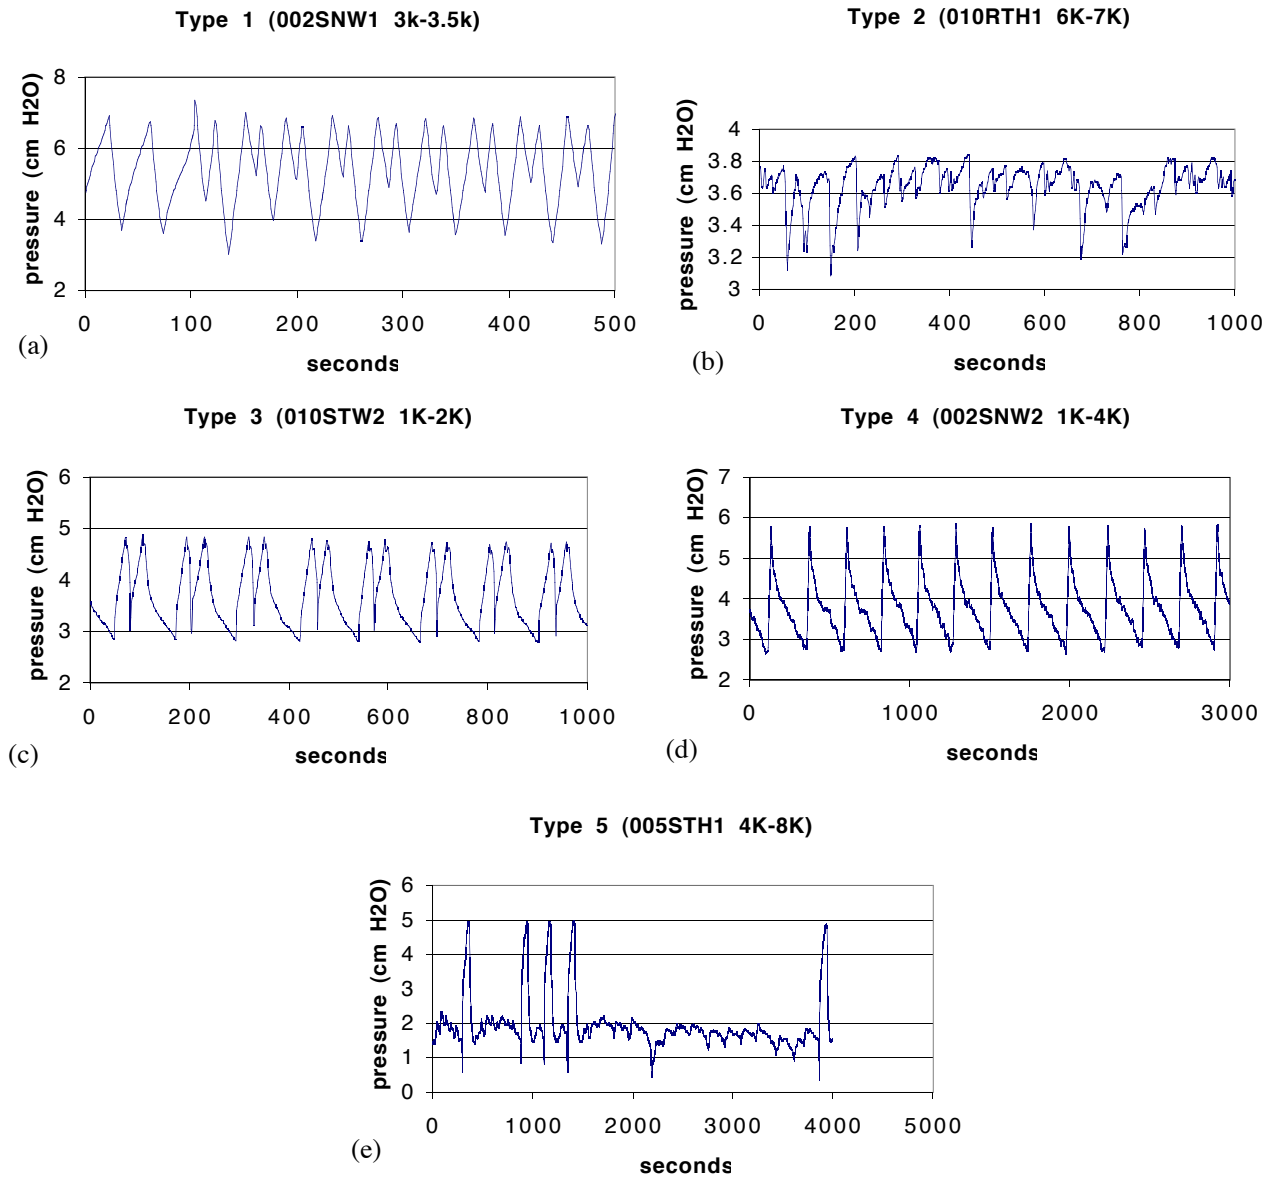 Type 1 (002SNW1 3k-3.5k)
pressure (cm H2O)
8
6
4
2
0 100 200 300 400 500
seconds
(a)
Type 2 (010RTH1 6K-7K)
pressure (cm H2O)
4
3.8
3.6
3.4
3.2
3
0 200 400 600 800 1000
seconds
(b)
Type 3 (010STW2 1K-2K)
pressure (cm H2O)
6
5
4
3
2
0 200 400 600 800 1000
seconds
(c)
Type 4 (002SNW2 1K-4K)
pressure (cm H2O)
7
6
5
4
3
2
0 1000 2000 3000
seconds
(d)
Type 5 (005STH1 4K-8K)
pressure (cm H2O)
6
5
4
3
2
1
0
0 1000 2000 3000 4000 5000
seconds
(e)